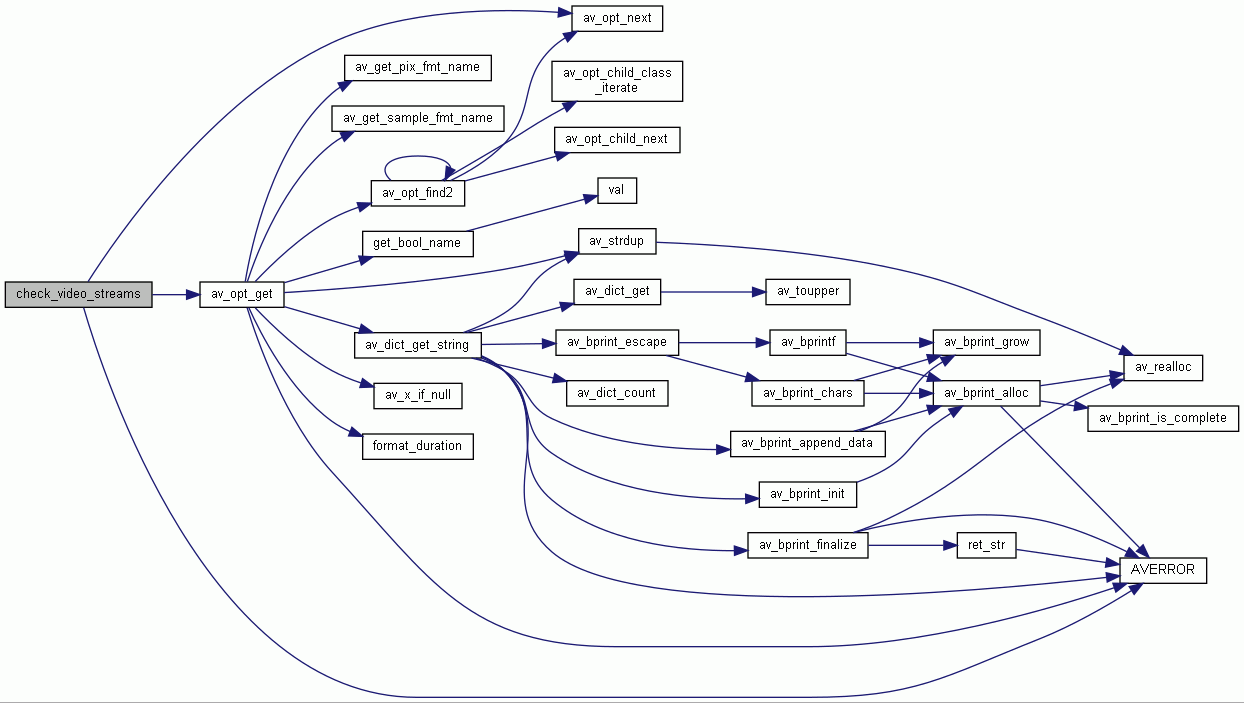 av_opt_next
av_get_pix_fmt_name
av_opt_child_class
_iterate
av_get_sample_fmt_name
av_opt_child_next
av_opt_find2
val
get_bool_name
av_strdup
check_video_streams
av_opt_get
av_dict_get
av_toupper
av_dict_get_string
av_bprint_escape
av_bprintf
av_bprint_grow
av_realloc
av_x_if_null
av_dict_count
av_bprint_chars
av_bprint_alloc
av_bprint_is_complete
format_duration
av_bprint_append_data
av_bprint_init
av_bprint_finalize
ret_str
AVERROR